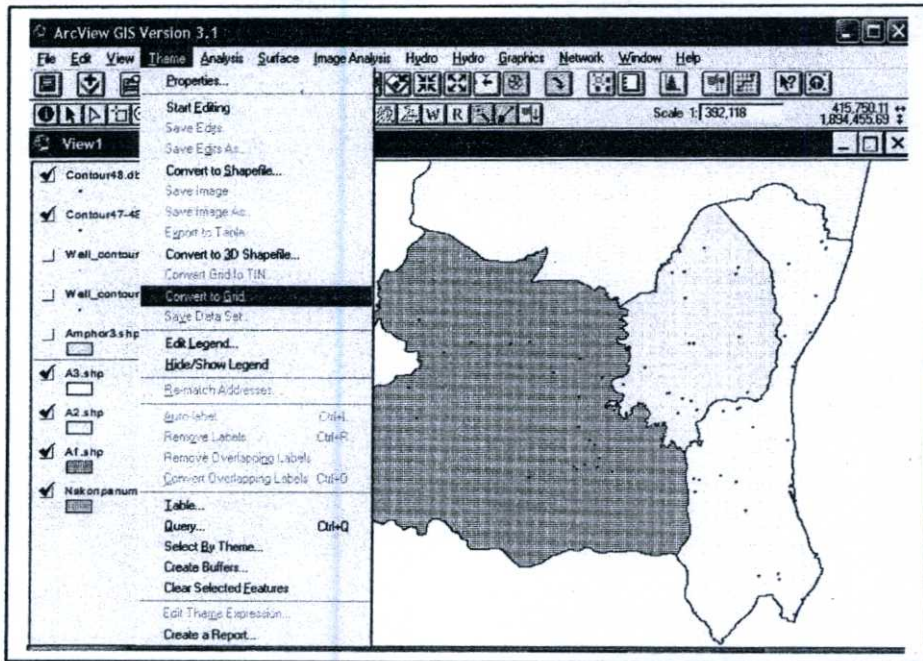 ArcView GIS Version 3.1
File Edit View Theme Analysis Surface Image Analysis Hydro Hydro Graphics Network Window Help
W R
Scale 1: 392,118
415,750.11
1,894,455.69
View1
Contour48.db
Contour47-48
Well_contour
Well_contour
Amphor3.shp
A3.shp
A2.shp
A1.shp
Nakonpanum
Properties...
Start Editing
Save Edits
Save Edits As...
Convert to Shapefile...
Save Image
Save Image As...
Export to Table
Convert to 3D Shapefile...
Convert Grid to TIN...
Convert to Grid...
Save Data Set...
Edit Legend...
Hide/Show Legend
Re-match Addresses...
Auto-label... Ctrl+L
Remove Labels Ctrl+R
Remove Overlapping Labels
Convert Overlapping Labels Ctrl+O
Table...
Query... Ctrl+Q
Select By Theme...
Create Buffers...
Clear Selected Features
Edit Theme Expression...
Create a Report...